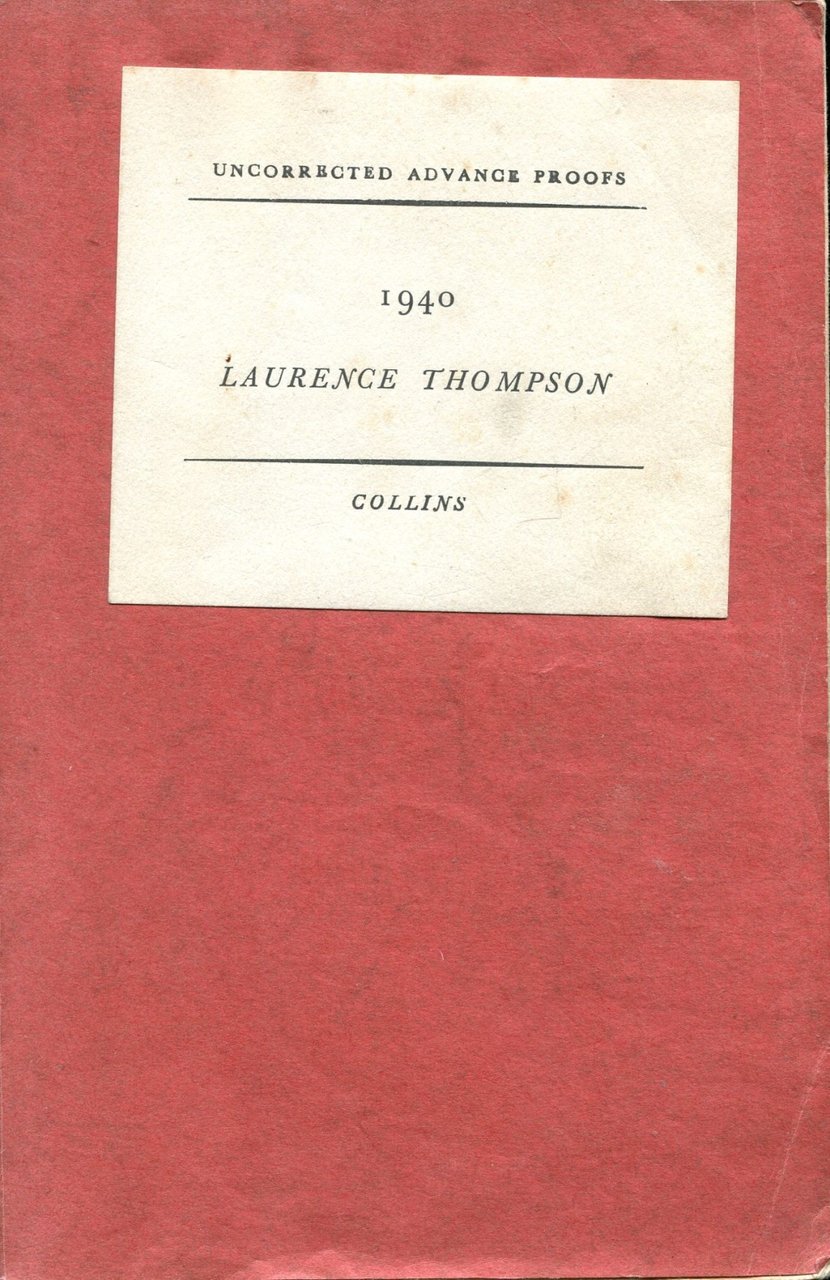 UNCORRECTED ADVANCE PROOFS
1940
LAURENCE THOMPSON
COLLINS